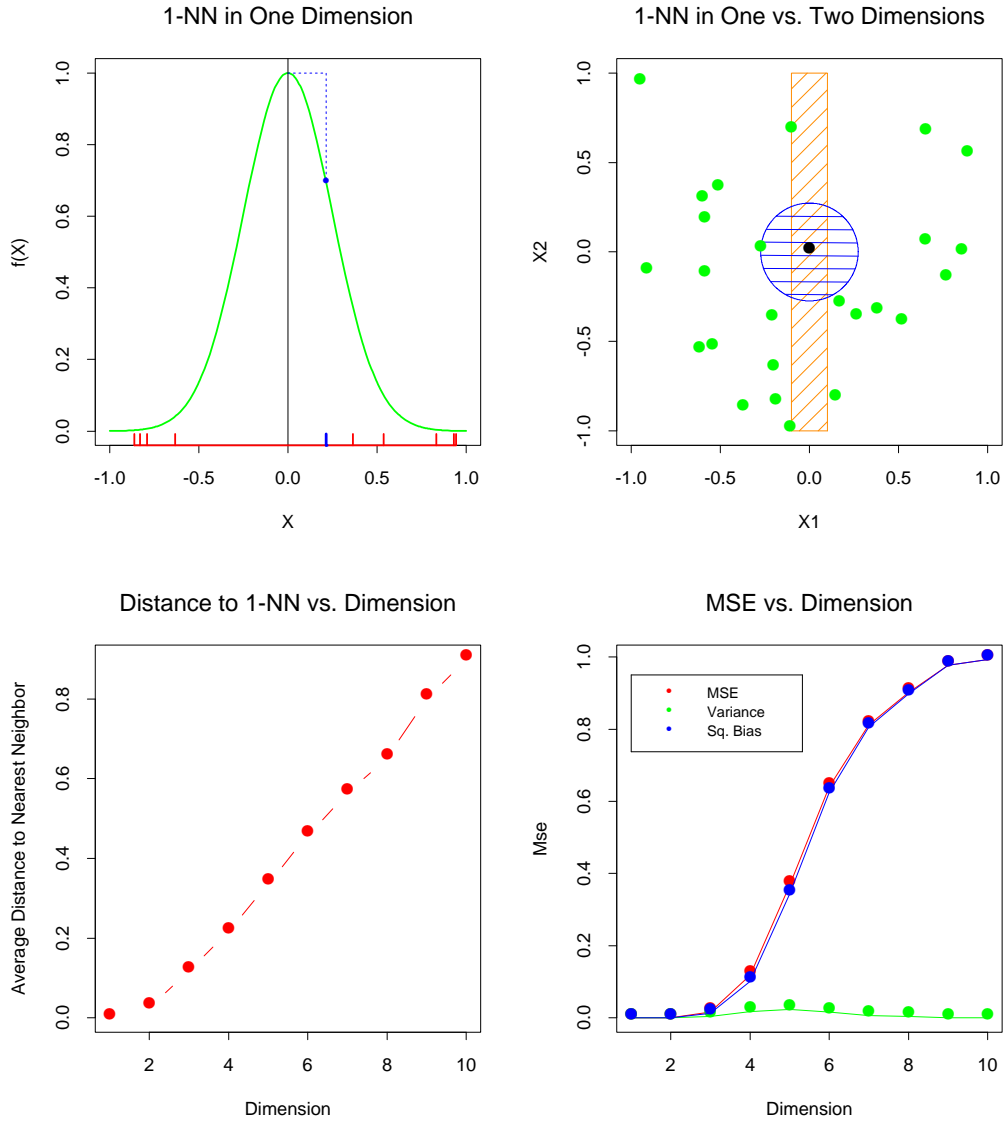 1-NN in One Dimension
f(X)
1.0
0.8
0.6
0.4
0.2
0.0
-1.0 -0.5 0.0 0.5 1.0
X
1-NN in One vs. Two Dimensions
X2
1.0
0.5
0.0
-0.5
-1.0
-1.0 -0.5 0.0 0.5 1.0
X1
Distance to 1-NN vs. Dimension
Average Distance to Nearest Neighbor
0.8
0.6
0.4
0.2
0.0
2 4 6 8 10
Dimension
MSE vs. Dimension
Mse
1.0
0.8
0.6
0.4
0.2
0.0
MSE
Variance
Sq. Bias
2 4 6 8 10
Dimension